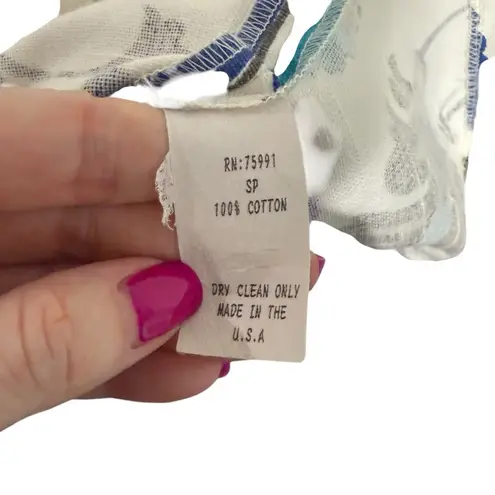 RN:75991
SP
100% COTTON
DRY CLEAN ONLY
MADE IN THE
U.S.A